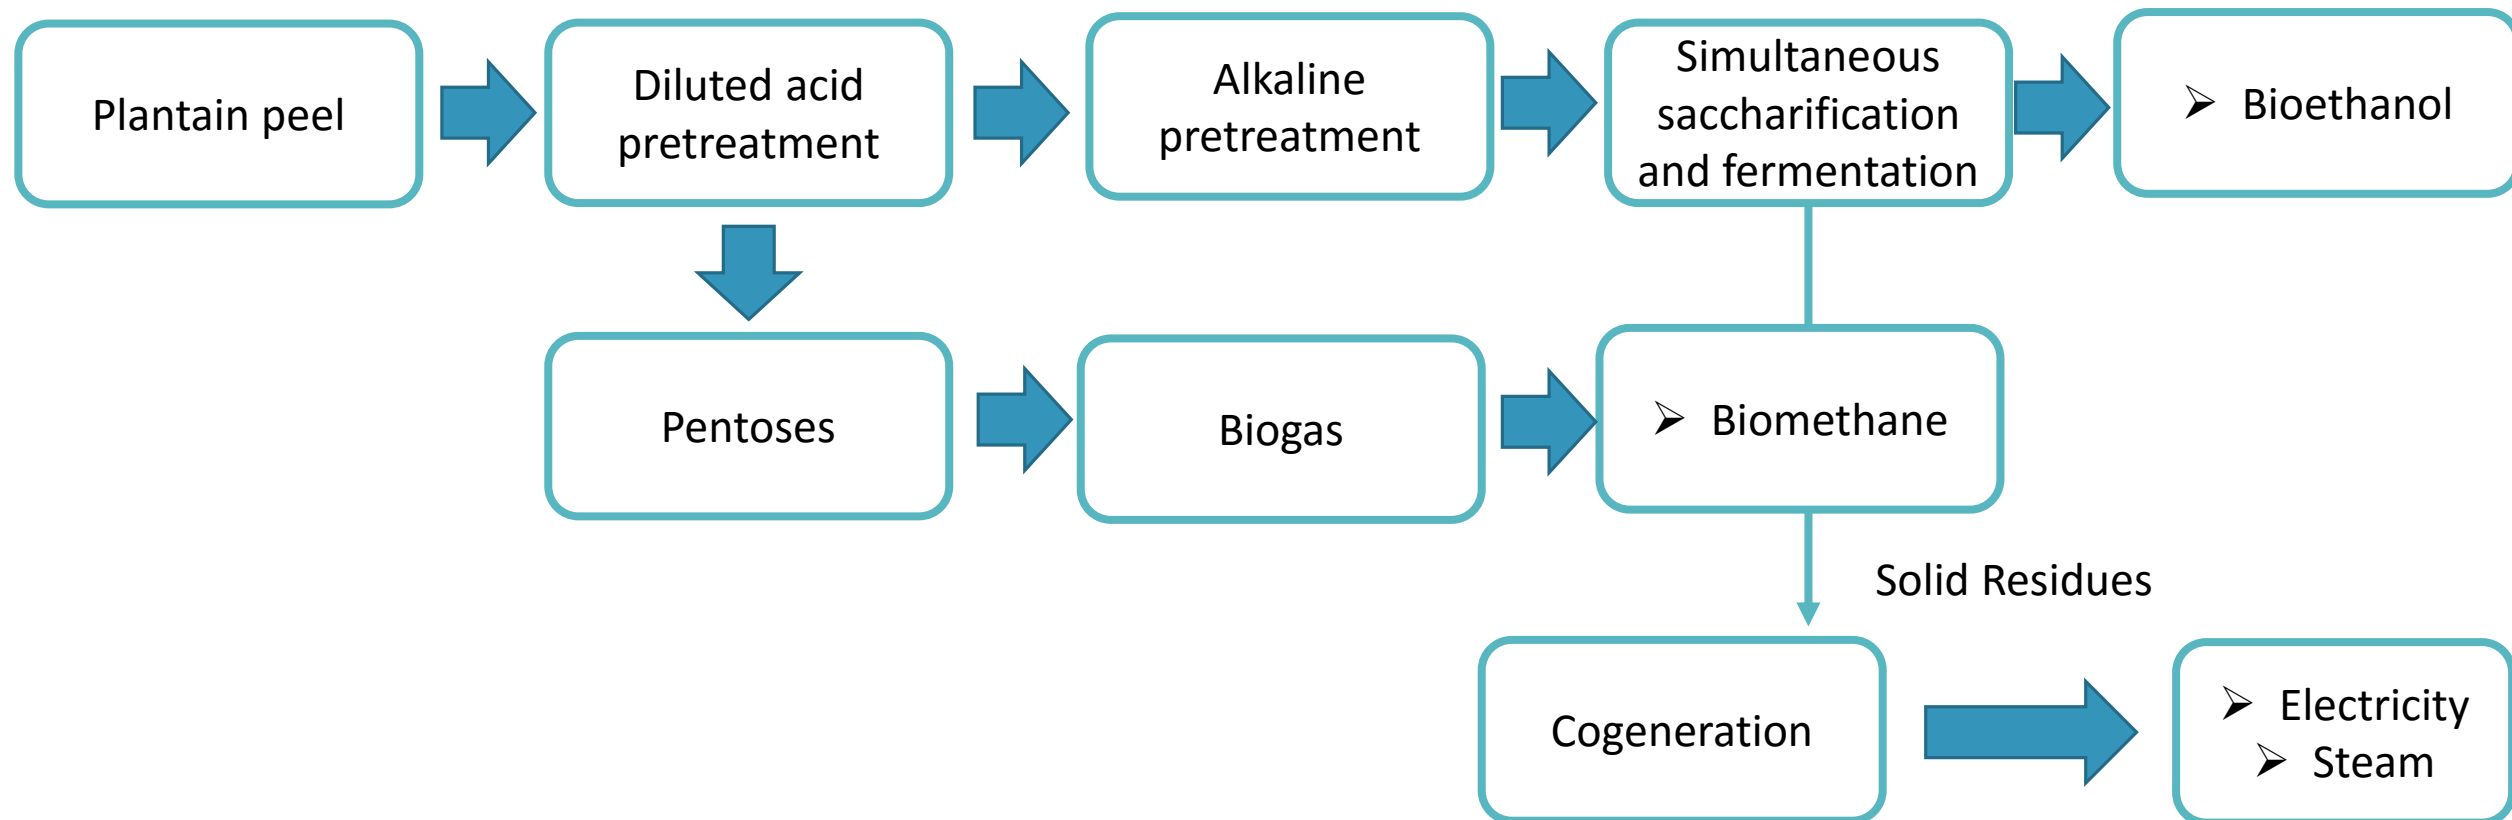 Plantain peel
Diluted acid
pretreatment
Alkaline
pretreatment
Simultaneous
saccharification
and fermentation
➢ Bioethanol
Pentoses
Biogas
➢ Biomethane
Solid Residues
Cogeneration
➢ Electricity
➢ Steam